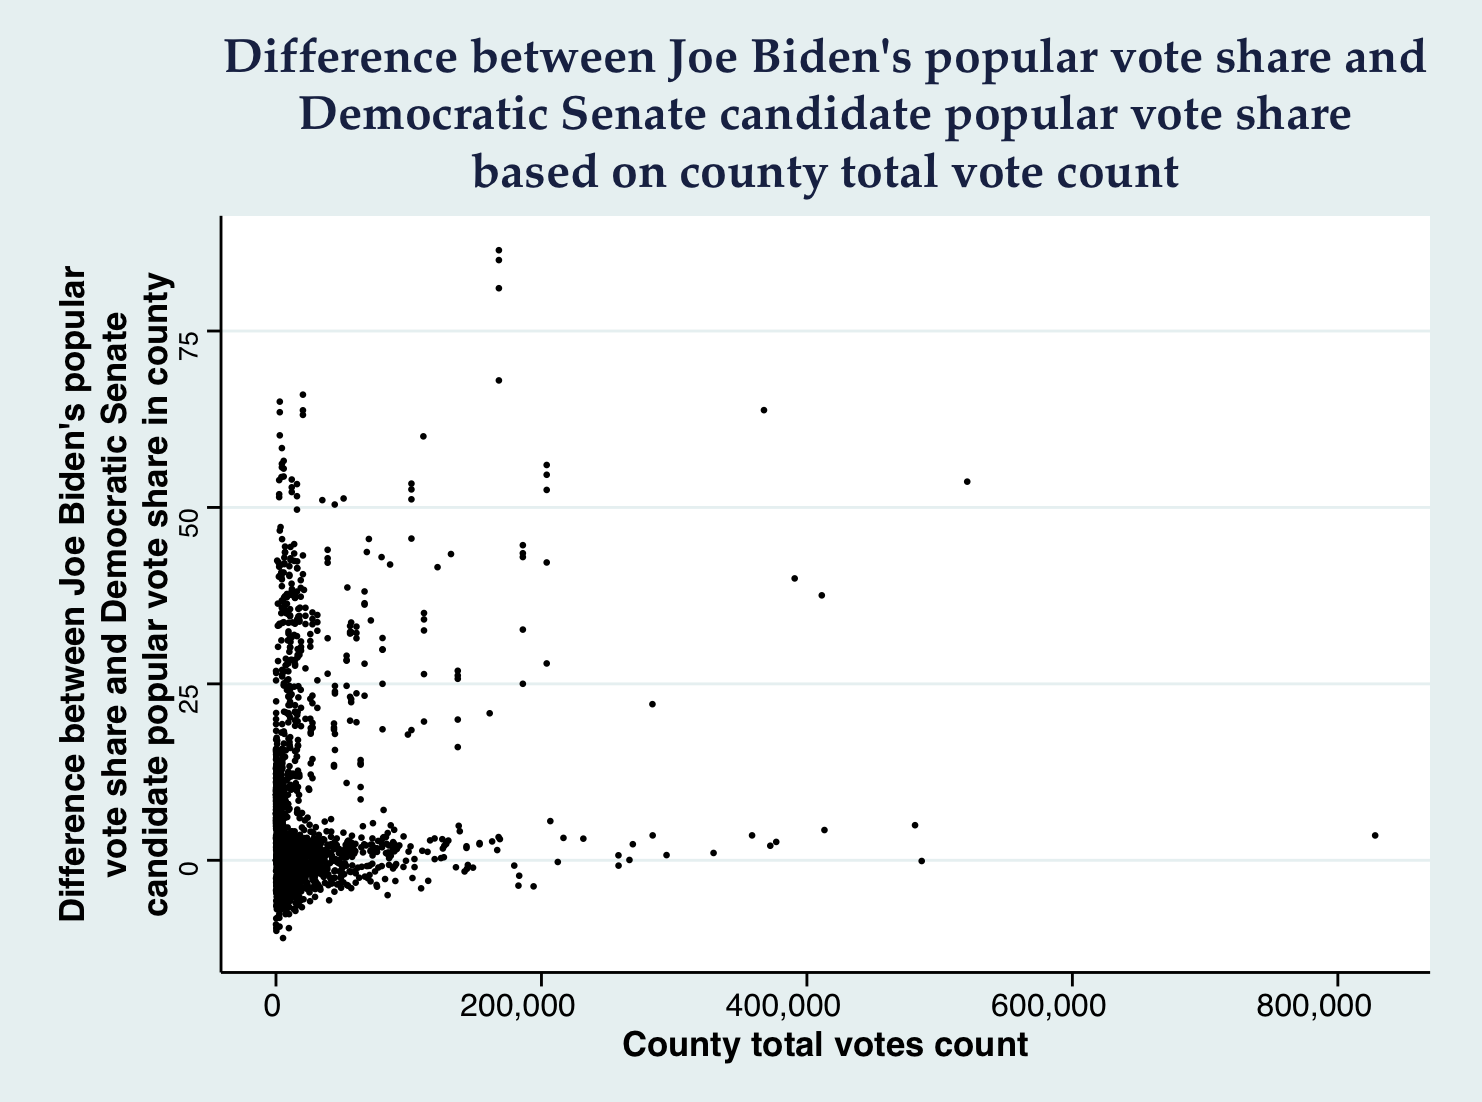 Difference between Joe Biden's popular vote share and
Democratic Senate candidate popular vote share
based on county total vote count
Difference between Joe Biden's popular
vote share and Democratic Senate
candidate popular vote share in county
75
50
25
0
0
200,000
400,000
600,000
800,000
County total votes count